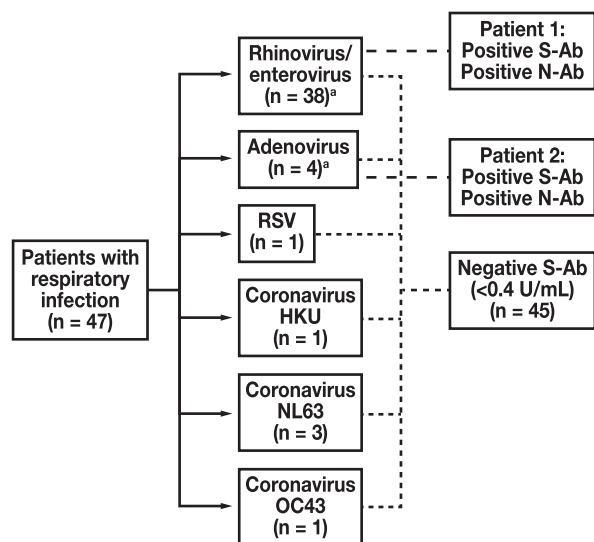 Patients with
respiratory
infection
(n = 47)
Rhinovirus/
enterovirus
(n = 38)ᵃ
Adenovirus
(n = 4)ᵃ
RSV
(n = 1)
Coronavirus
HKU
(n = 1)
Coronavirus
NL63
(n = 3)
Coronavirus
OC43
(n = 1)
Patient 1:
Positive S-Ab
Positive N-Ab
Patient 2:
Positive S-Ab
Positive N-Ab
Negative S-Ab
(<0.4 U/mL)
(n = 45)